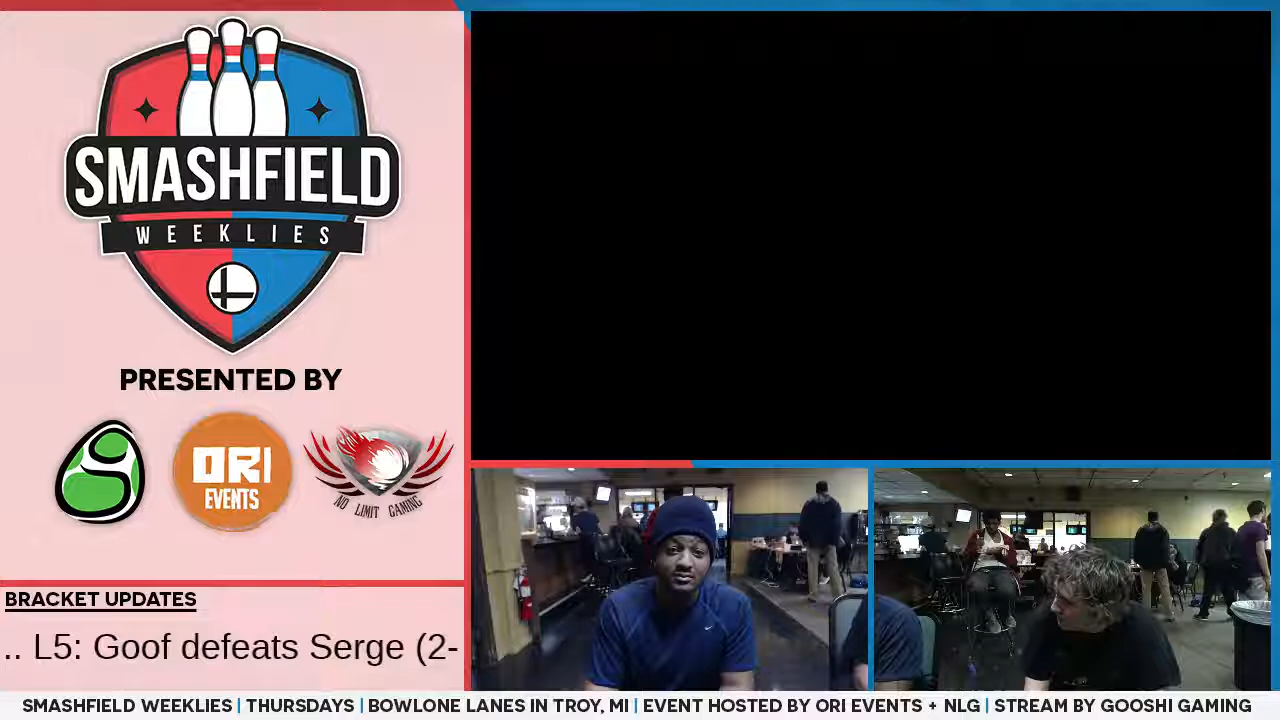 SMASHFIELD
WEEKLIES
PRESENTED BY
ORI
EVENTS
NO LIMIT GAMING
BRACKET UPDATES
.. L5: Goof defeats Serge (2-
SMASHFIELD WEEKLIES | THURSDAYS | BOWLONE LANES IN TROY, MI | EVENT HOSTED BY ORI EVENTS + NLG | STREAM BY GOOSHI GAMING